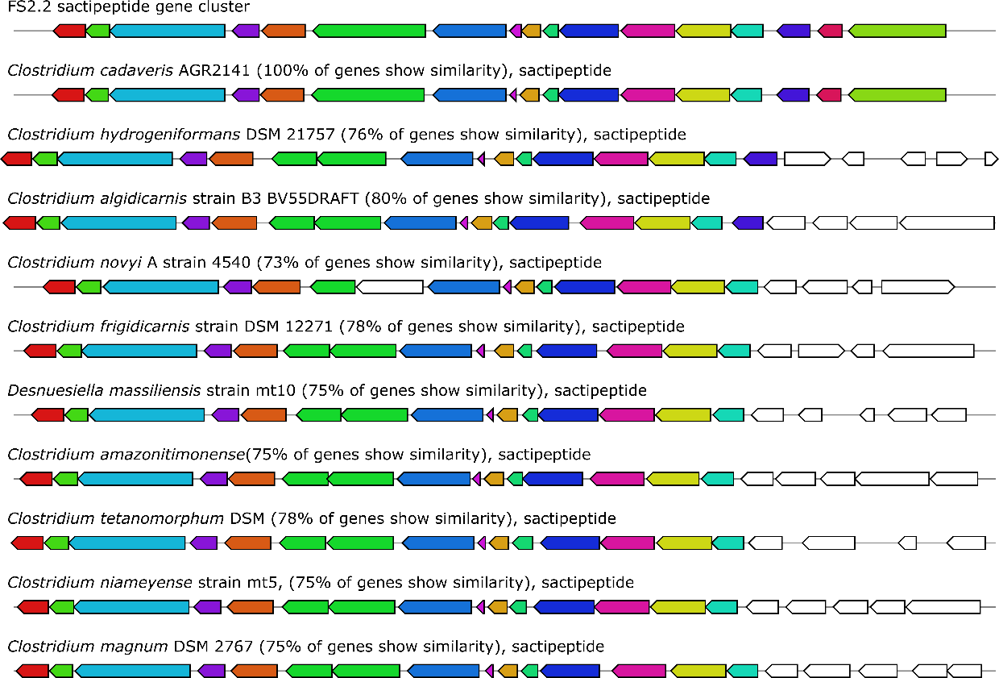 FS2.2 sactipeptide gene cluster
Clostridium cadaveris AGR2141 (100% of genes show similarity), sactipeptide
Clostridium hydrogeniformans DSM 21757 (76% of genes show similarity), sactipeptide
Clostridium algidicarnis strain B3 BV55DRAFT (80% of genes show similarity), sactipeptide
Clostridium novyi A strain 4540 (73% of genes show similarity), sactipeptide
Clostridium frigidicarnis strain DSM 12271 (78% of genes show similarity), sactipeptide
Desnuesiella massiliensis strain mt10 (75% of genes show similarity), sactipeptide
Clostridium amazonitimonense(75% of genes show similarity), sactipeptide
Clostridium tetanomorphum DSM (78% of genes show similarity), sactipeptide
Clostridium niameyense strain mt5, (75% of genes show similarity), sactipeptide
Clostridium magnum DSM 2767 (75% of genes show similarity), sactipeptide